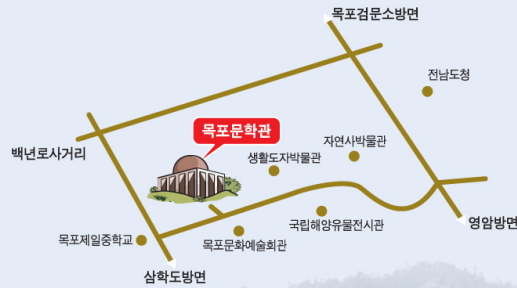 목포검문소방면
전남도청
목포문학관
자연사박물관
백년로사거리
생활도자박물관
국립해양유물전시관
영암방면
목포제일중학교
목포문화예술회관
삼학도방면